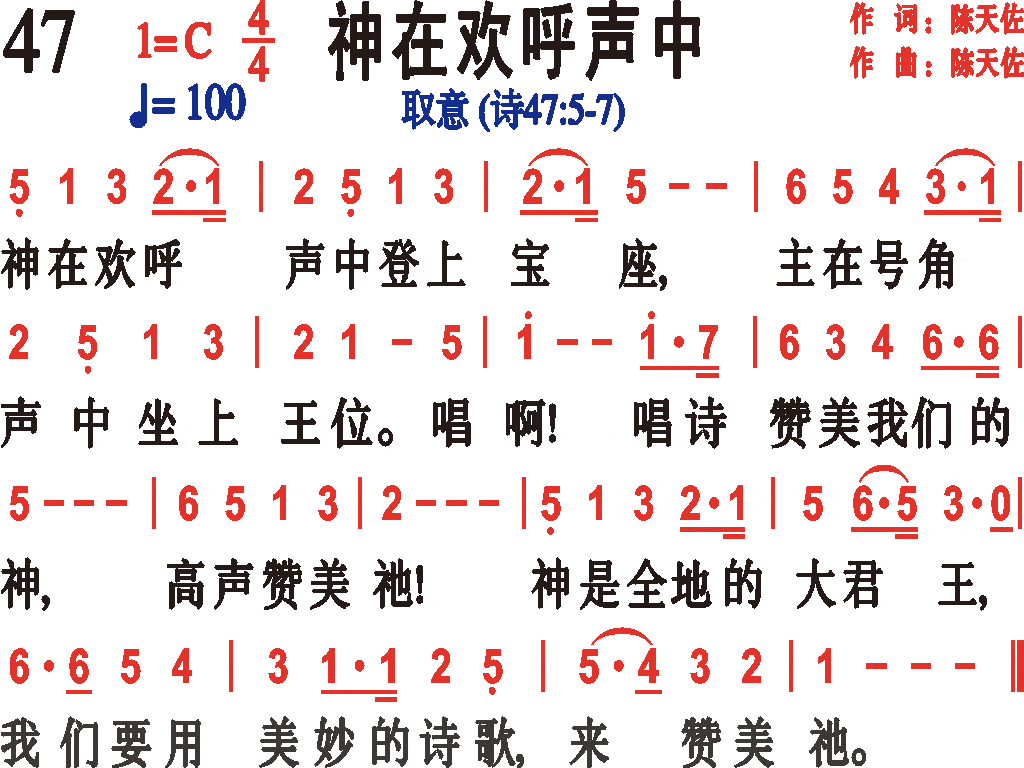 47 1=C 4/4 神在欢呼声中 作 词：陈天佐
♩=100 取意 (诗47:5-7) 作 曲：陈天佐
5̣ 1 3 2·1 | 2 5̣ 1 3 | 2·1 5 – – | 6 5 4 3·1 |
神在欢呼 声中登上 宝 座, 主在号角
2 5̣ 1 3 | 2 1 – 5 | 1̇ – – 1̇·7 | 6 3 4 6·6 |
声 中 坐 上 王位。唱 啊! 唱诗 赞美我们的
5 – – – | 6 5 1 3 | 2 – – – | 5̣ 1 3 2·1 | 5 6·5 3·0 |
神, 高声赞美 祂! 神是全地的 大君 王,
6·6 5 4 | 3 1·1 2 5̣ | 5·4 3 2 | 1 – – – ‖
我们要用 美妙的诗歌, 来 赞美 祂。